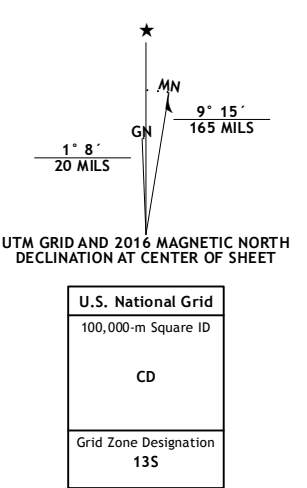 ★
MN
9° 15´
165 MILS
GN
1° 8´
20 MILS
UTM GRID AND 2016 MAGNETIC NORTH
DECLINATION AT CENTER OF SHEET
U.S. National Grid
100,000-m Square ID
CD
Grid Zone Designation
13S